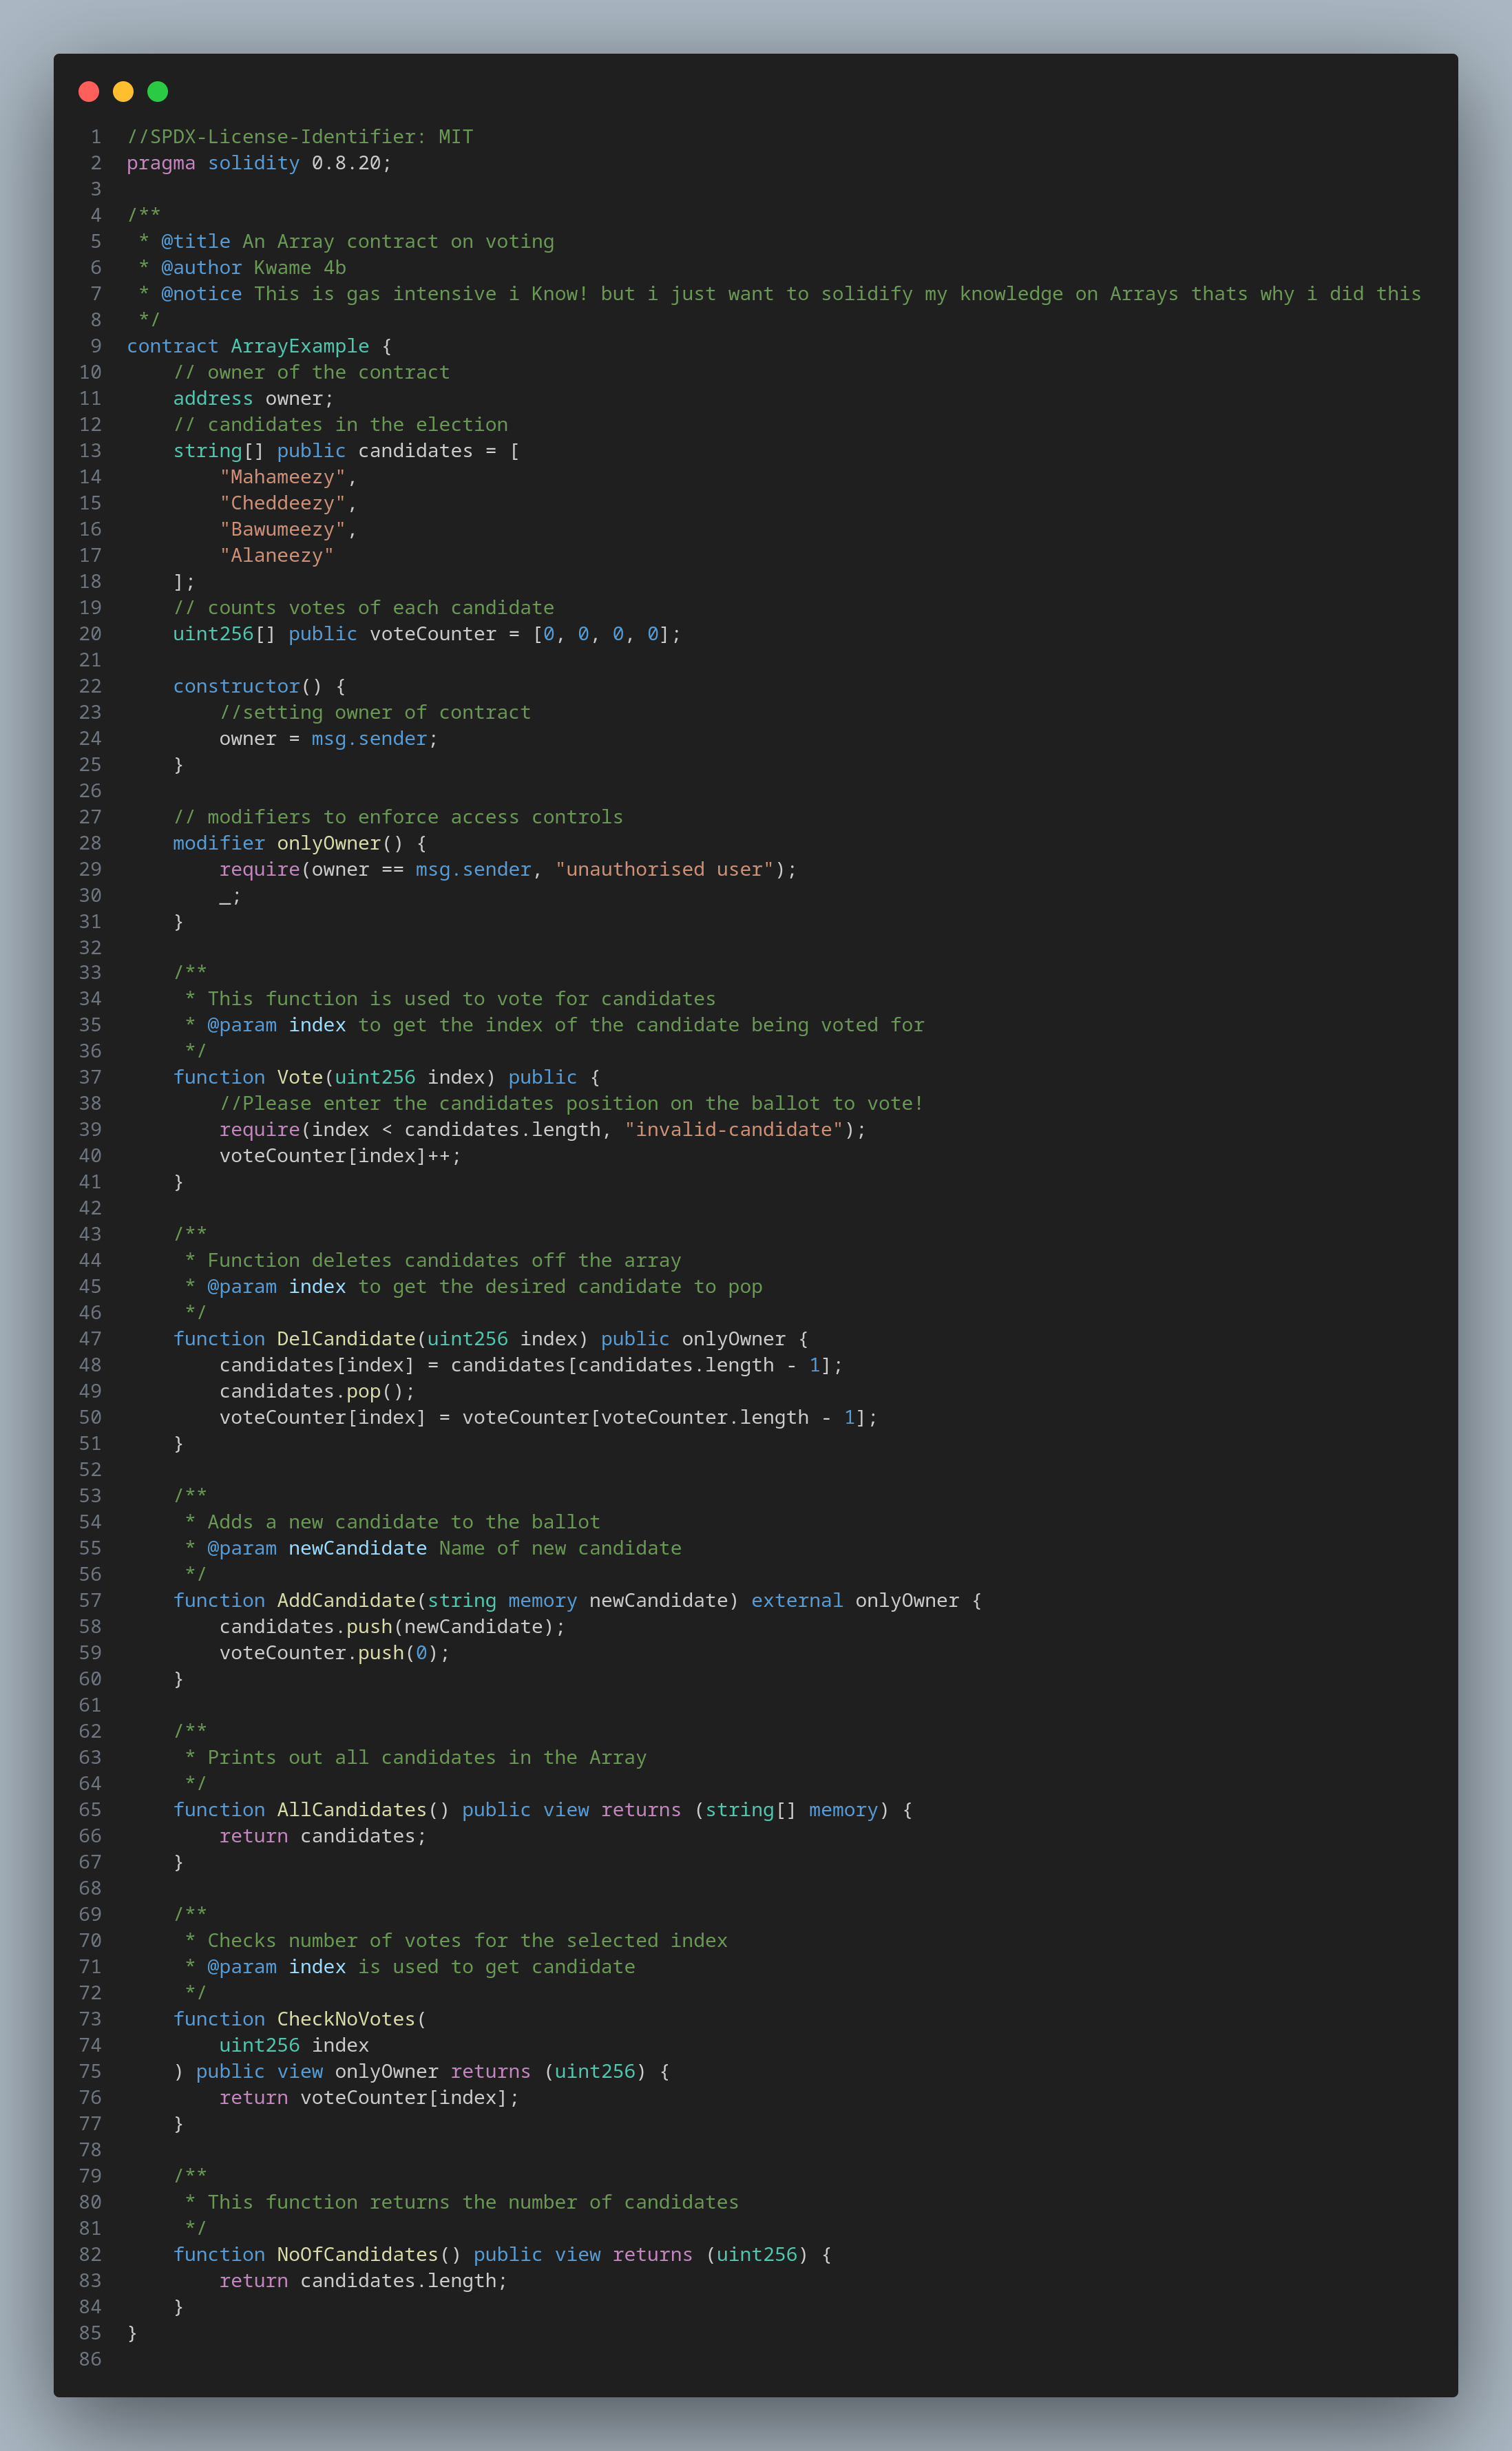 1 //SPDX-License-Identifier: MIT
2 pragma solidity 0.8.20;
3
4 /**
5  * @title An Array contract on voting
6  * @author Kwame 4b
7  * @notice This is gas intensive i Know! but i just want to solidify my knowledge on Arrays thats why i did this
8  */
9 contract ArrayExample {
10     // owner of the contract
11     address owner;
12     // candidates in the election
13     string[] public candidates = [
14         "Mahameezy",
15         "Cheddeezy",
16         "Bawumeezy",
17         "Alaneezy"
18     ];
19     // counts votes of each candidate
20     uint256[] public voteCounter = [0, 0, 0, 0];
21
22     constructor() {
23         //setting owner of contract
24         owner = msg.sender;
25     }
26
27     // modifiers to enforce access controls
28     modifier onlyOwner() {
29         require(owner == msg.sender, "unauthorised user");
30         _;
31     }
32
33     /**
34      * This function is used to vote for candidates
35      * @param index to get the index of the candidate being voted for
36      */
37     function Vote(uint256 index) public {
38         //Please enter the candidates position on the ballot to vote!
39         require(index < candidates.length, "invalid-candidate");
40         voteCounter[index]++;
41     }
42
43     /**
44      * Function deletes candidates off the array
45      * @param index to get the desired candidate to pop
46      */
47     function DelCandidate(uint256 index) public onlyOwner {
48         candidates[index] = candidates[candidates.length - 1];
49         candidates.pop();
50         voteCounter[index] = voteCounter[voteCounter.length - 1];
51     }
52
53     /**
54      * Adds a new candidate to the ballot
55      * @param newCandidate Name of new candidate
56      */
57     function AddCandidate(string memory newCandidate) external onlyOwner {
58         candidates.push(newCandidate);
59         voteCounter.push(0);
60     }
61
62     /**
63      * Prints out all candidates in the Array
64      */
65     function AllCandidates() public view returns (string[] memory) {
66         return candidates;
67     }
68
69     /**
70      * Checks number of votes for the selected index
71      * @param index is used to get candidate
72      */
73     function CheckNoVotes(
74         uint256 index
75     ) public view onlyOwner returns (uint256) {
76         return voteCounter[index];
77     }
78
79     /**
80      * This function returns the number of candidates
81      */
82     function NoOfCandidates() public view returns (uint256) {
83         return candidates.length;
84     }
85 }
86